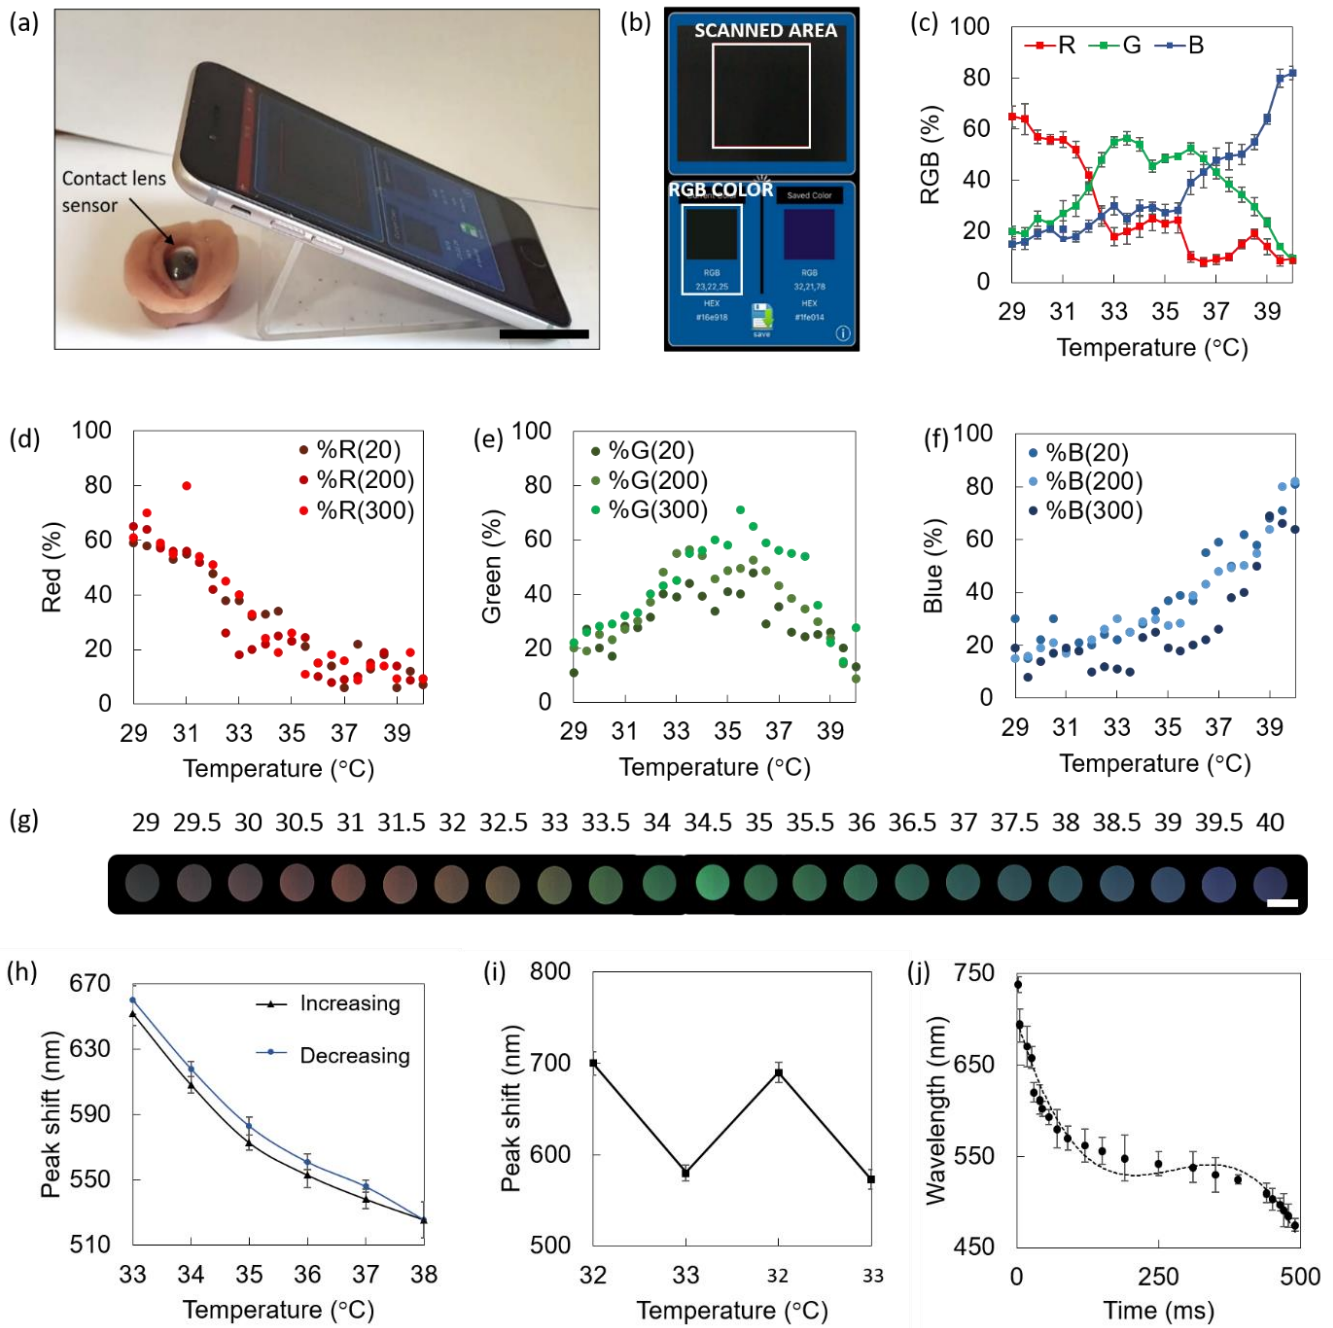 (a)
Contact lens
sensor
(b)
SCANNED AREA
RGB COLOR
Saved Color
RGB
23,22,25
HEX
#16e918
RGB
32,21,78
HEX
#1fe014
save
(c)
R G B
RGB (%)
100
80
60
40
20
0
29 31 33 35 37 39
Temperature (°C)
(d)
Red (%)
100
80
60
40
20
0
%R(20)
%R(200)
%R(300)
29 31 33 35 37 39
Temperature (°C)
(e)
Green (%)
100
80
60
40
20
0
%G(20)
%G(200)
%G(300)
29 31 33 35 37 39
Temperature (°C)
(f)
Blue (%)
100
80
60
40
20
0
%B(20)
%B(200)
%B(300)
29 31 33 35 37 39
Temperature (°C)
(g)
29 29.5 30 30.5 31 31.5 32 32.5 33 33.5 34 34.5 35 35.5 36 36.5 37 37.5 38 38.5 39 39.5 40
(h)
Peak shift (nm)
670
630
590
550
510
Increasing
Decreasing
33 34 35 36 37 38
Temperature (°C)
(i)
Peak shift (nm)
800
700
600
500
32 33 32 33
Temperature (°C)
(j)
Wavelength (nm)
750
650
550
450
0 250 500
Time (ms)